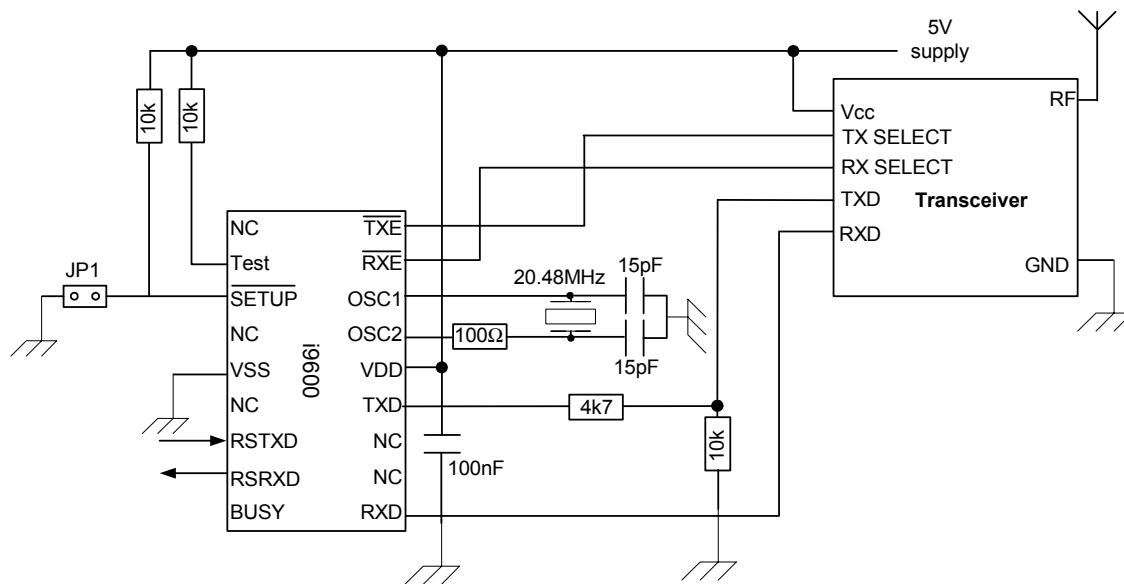 5V
supply
RF
10k
10k
Vcc
TX SELECT
RX SELECT
TXD
Transceiver
RXD
GND
NC
Test
SETUP
NC
VSS
NC
RSTXD
RSRXD
BUSY
i9600
TXE
RXE
OSC1
OSC2
VDD
TXD
NC
NC
RXD
JP1
20.48MHz
15pF
100Ω
15pF
4k7
10k
100nF